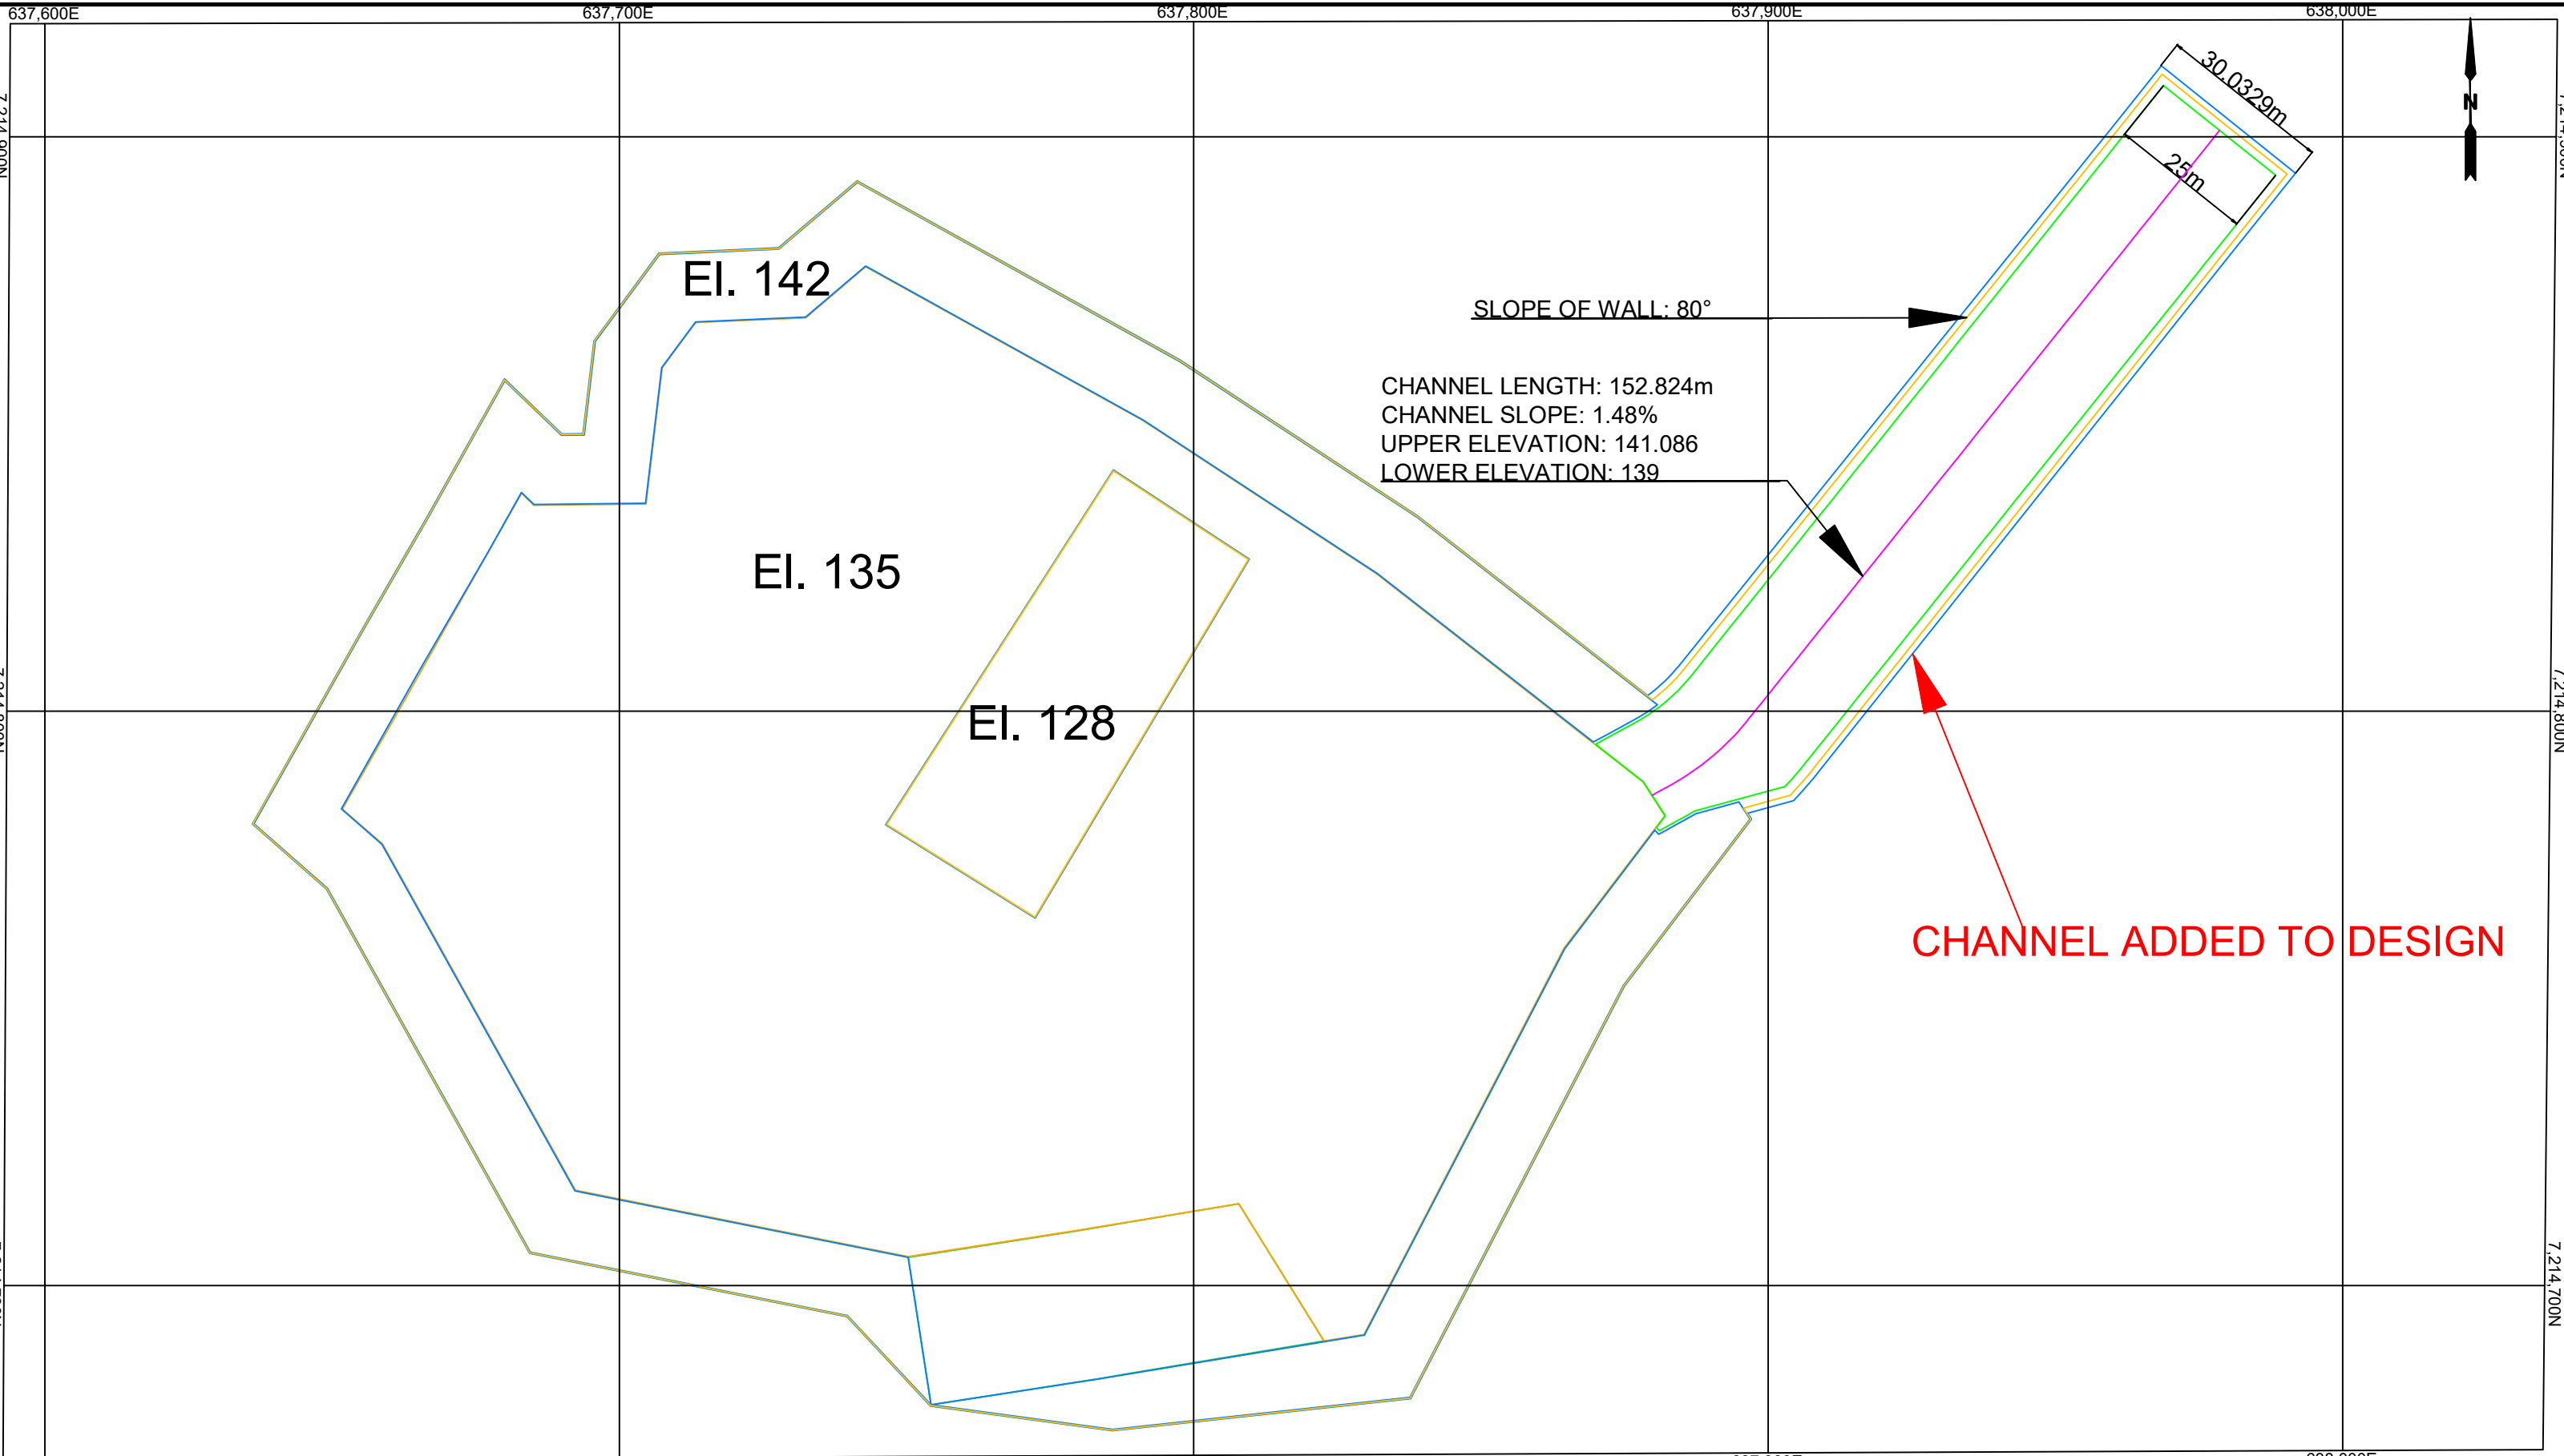 637,600E
637,700E
637,800E
637,900E
638,000E
30.0329m
N
25m
El. 142
SLOPE OF WALL: 80°
CHANNEL LENGTH: 152.824m
CHANNEL SLOPE: 1.48%
UPPER ELEVATION: 141.086
LOWER ELEVATION: 139
El. 135
El. 128
7,214,800N
CHANNEL ADDED TO DESIGN
7,214,700N